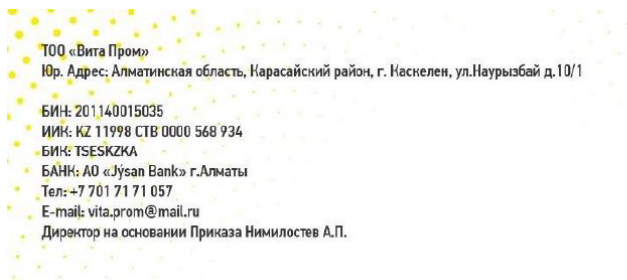 ТОО «Вита Пром»
Юр. Адрес: Алматинская область, Карасайский район, г. Каскелен, ул.Наурызбай д.10/1
БИН: 201140015035
ИИК: KZ 11998 CTB 0000 568 934
БИК: TSESKZKA
БАНК: АО «Jýsan Bank» г.Алматы
Тел: +7 701 71 71 057
E-mail: vita.prom@mail.ru
Директор на основании Приказа Нимилостев А.П.